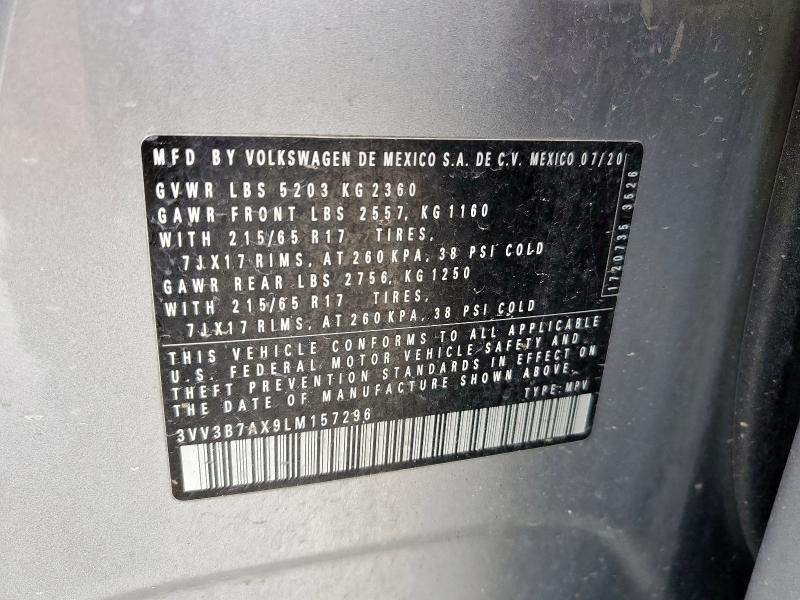 MFD BY VOLKSWAGEN DE MEXICO S.A. DE C.V. MEXICO 07/20
GVWR LBS 5203 KG 2360
GAWR FRONT LBS 2557, KG 1160
WITH 215/65 R17 TIRES,
7JX17 RIMS, AT 260 KPA, 38 PSI COLD
GAWR REAR LBS 2756, KG 1250
WITH 215/65 R17 TIRES,
7JX17 RIMS, AT 260 KPA, 38 PSI COLD
1720735 3526
THIS VEHICLE CONFORMS TO ALL APPLICABLE
U.S. FEDERAL MOTOR VEHICLE SAFETY AND
THEFT PREVENTION STANDARDS IN EFFECT ON
THE DATE OF MANUFACTURE SHOWN ABOVE.
TYPE: MPV
3VV3B7AX9LM157296